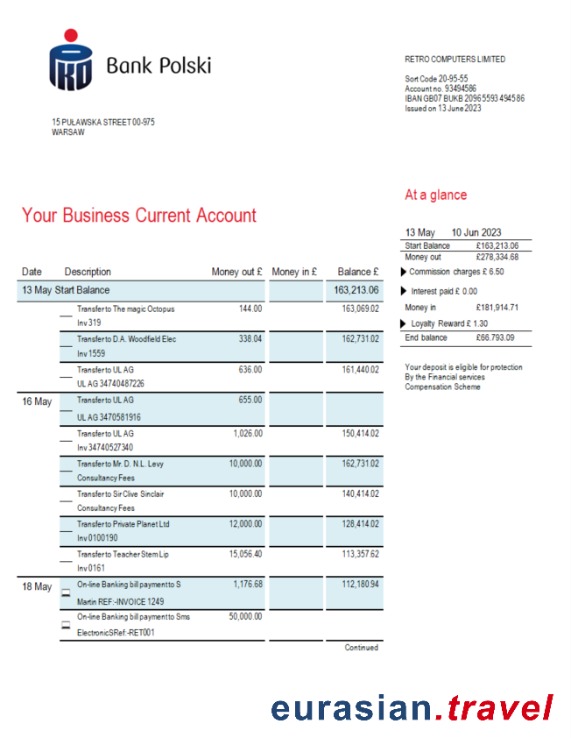 PKO
Bank Polski
RETRO COMPUTERS LIMITED
Sort Code 20-95-55
Account no. 93494586
IBAN GB07 BUKB 20965593 494586
Issued on 13 June 2023
15 PUŁAWSKA STREET 00-975
WARSAW
At a glance
13 May 10 Jun 2023
Start Balance £163,213.06
Money out £278,334.68
Commission charges £ 6.50
Interest paid £ 0.00
Money in £181,914.71
Loyalty Reward £ 1.30
End balance £66.793.09
Your deposit is eligible for protection
By the Financial services
Compensation Scheme
Your Business Current Account
Date Description Money out £ Money in £ Balance £
13 May Start Balance 163,213.06
Transfer to The magic Octopus 144.00 163,069.02
Inv 319
Transfer to D.A. Woodfield Elec 338.04 162,731.02
Inv 1559
Transfer to UL AG 636.00 161,440.02
UL AG 34740487226
16 May Transfer to UL AG 655.00
UL AG 3470581916
Transfer to UL AG 1,026.00 150,414.02
Inv 34740527340
Transfer to Mr. D. N.L. Levy 10,000.00 162,731.02
Consultancy Fees
Transfer to Sir Clive Sinclair 10,000.00 140,414.02
Consultancy Fees
Transfer to Private Planet Ltd 12,000.00 128,414.02
Inv 0100190
Transfer to Teacher Stem Lip 15,056.40 113,357.62
Inv 0161
18 May On-line Banking bill payment to S 1,176.68 112,180.94
Martin REF:-INVOICE 1249
On-line Banking bill payment to Sms 50,000.00
ElectronicSRef:-RET001
Continued
eurasian.travel